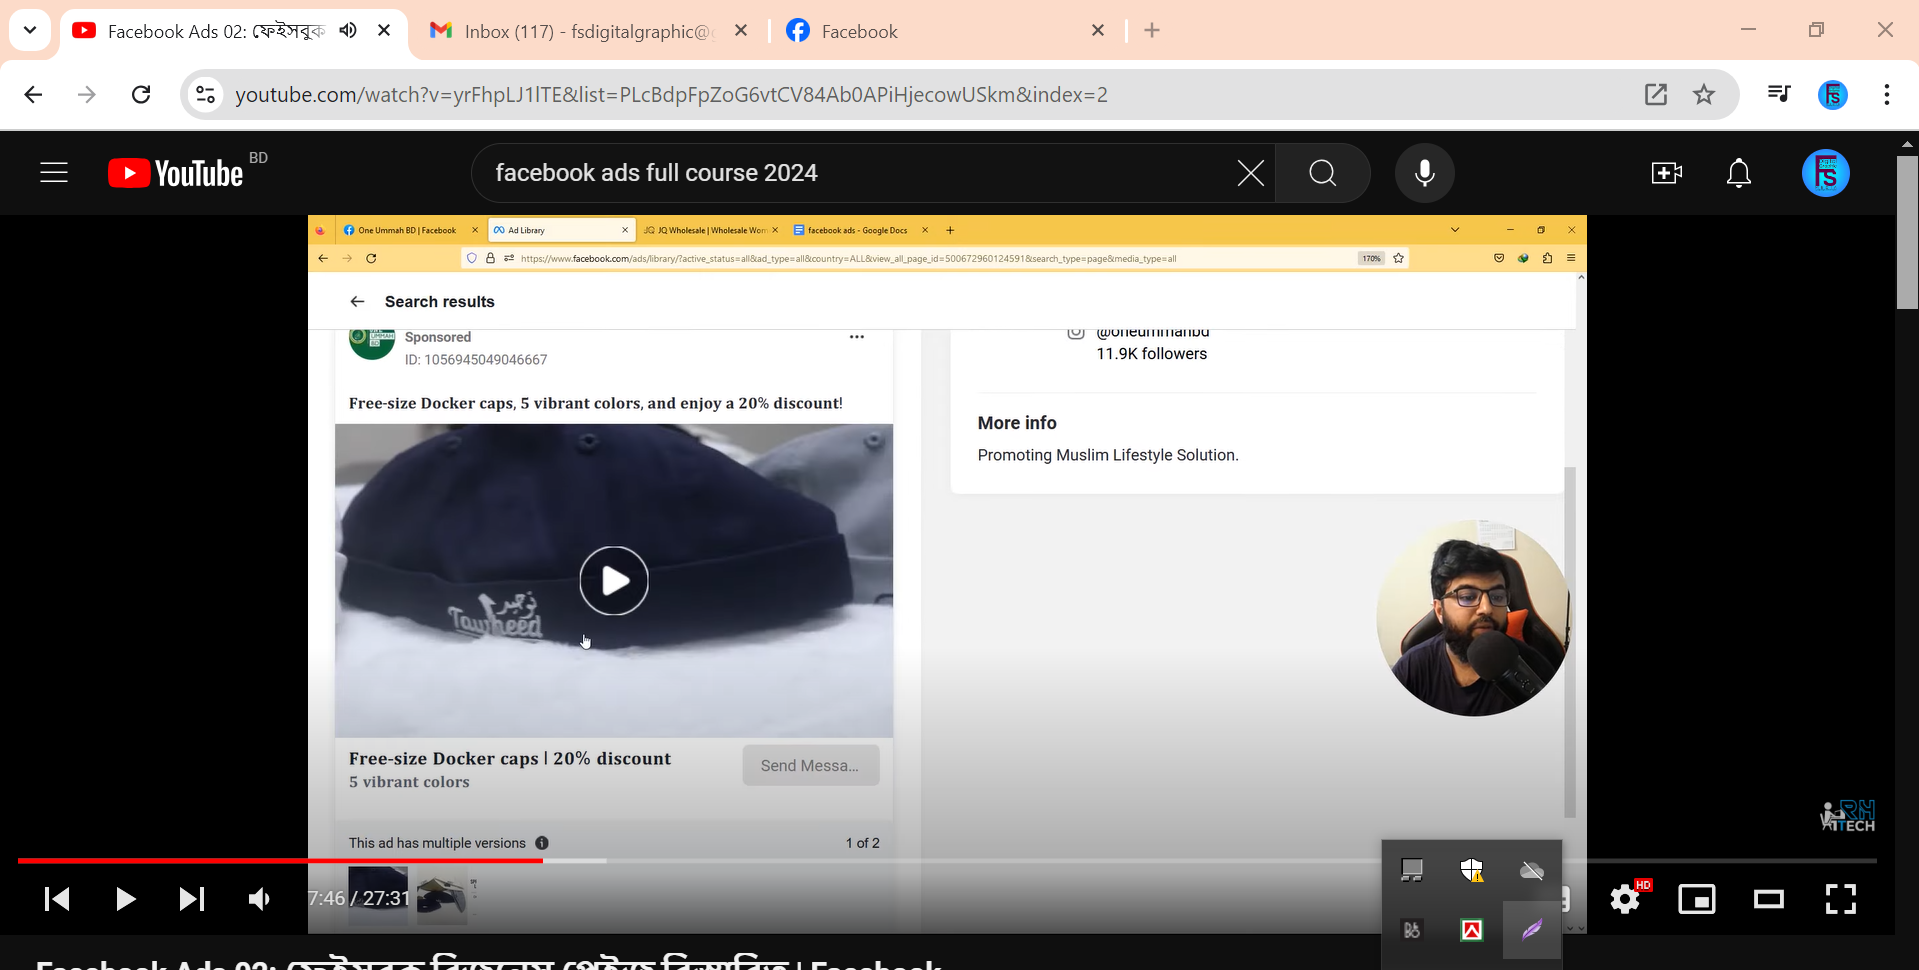 Facebook Ads 02: ফেইসবুক
Inbox (117) - fsdigitalgraphic@g
Facebook
youtube.com/watch?v=yrFhpLJ1lTE&list=PLcBdpFpZoG6vtCV84Ab0APiHjecowUSkm&index=2
YouTube BD
facebook ads full course 2024
One Ummah BD | Facebook
Ad Library
JQ JQ Wholesale | Wholesale Wom
facebook ads - Google Docs
https://www.facebook.com/ads/library/?active_status=all&ad_type=all&country=ALL&view_all_page_id=500672960124591&search_type=page&media_type=all
170%
Search results
Sponsored
ID: 1056945049046667
Free-size Docker caps, 5 vibrant colors, and enjoy a 20% discount!
توحيد
Tawheed
Free-size Docker caps | 20% discount
5 vibrant colors
Send Messa...
This ad has multiple versions
1 of 2
@oneummahbd
11.9K followers
More info
Promoting Muslim Lifestyle Solution.
RH
TECH
7:46 / 27:31
HD
Facebook Ads 02: ফেইসবুক বিজনেস পেইজে বিস্তারিত | Facebook